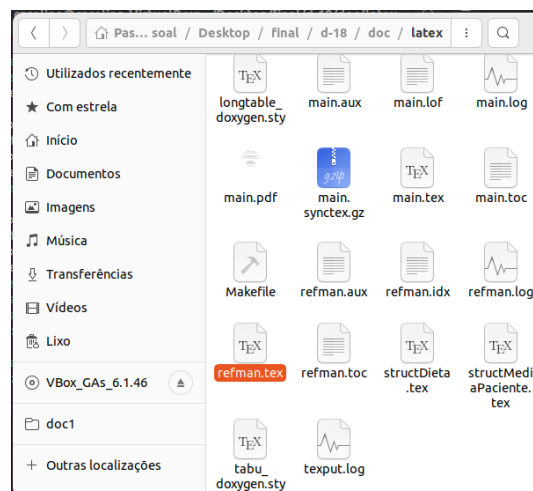 Pas... soal / Desktop / final / d-18 / doc / latex
Utilizados recentemente
Com estrela
Início
Documentos
Imagens
Música
Transferências
Vídeos
Lixo
VBox_GAs_6.1.46
doc1
+ Outras localizações
TEX
longtable_
doxygen.sty
main.aux
main.lof
main.log
main.pdf
gzip
main.
synctex.gz
TEX
main.tex
main.toc
Makefile
refman.aux
refman.idx
refman.log
TEX
refman.tex
refman.toc
TEX
structDieta
.tex
TEX
structMedi
aPaciente.
tex
TEX
tabu_
doxygen.sty
texput.log